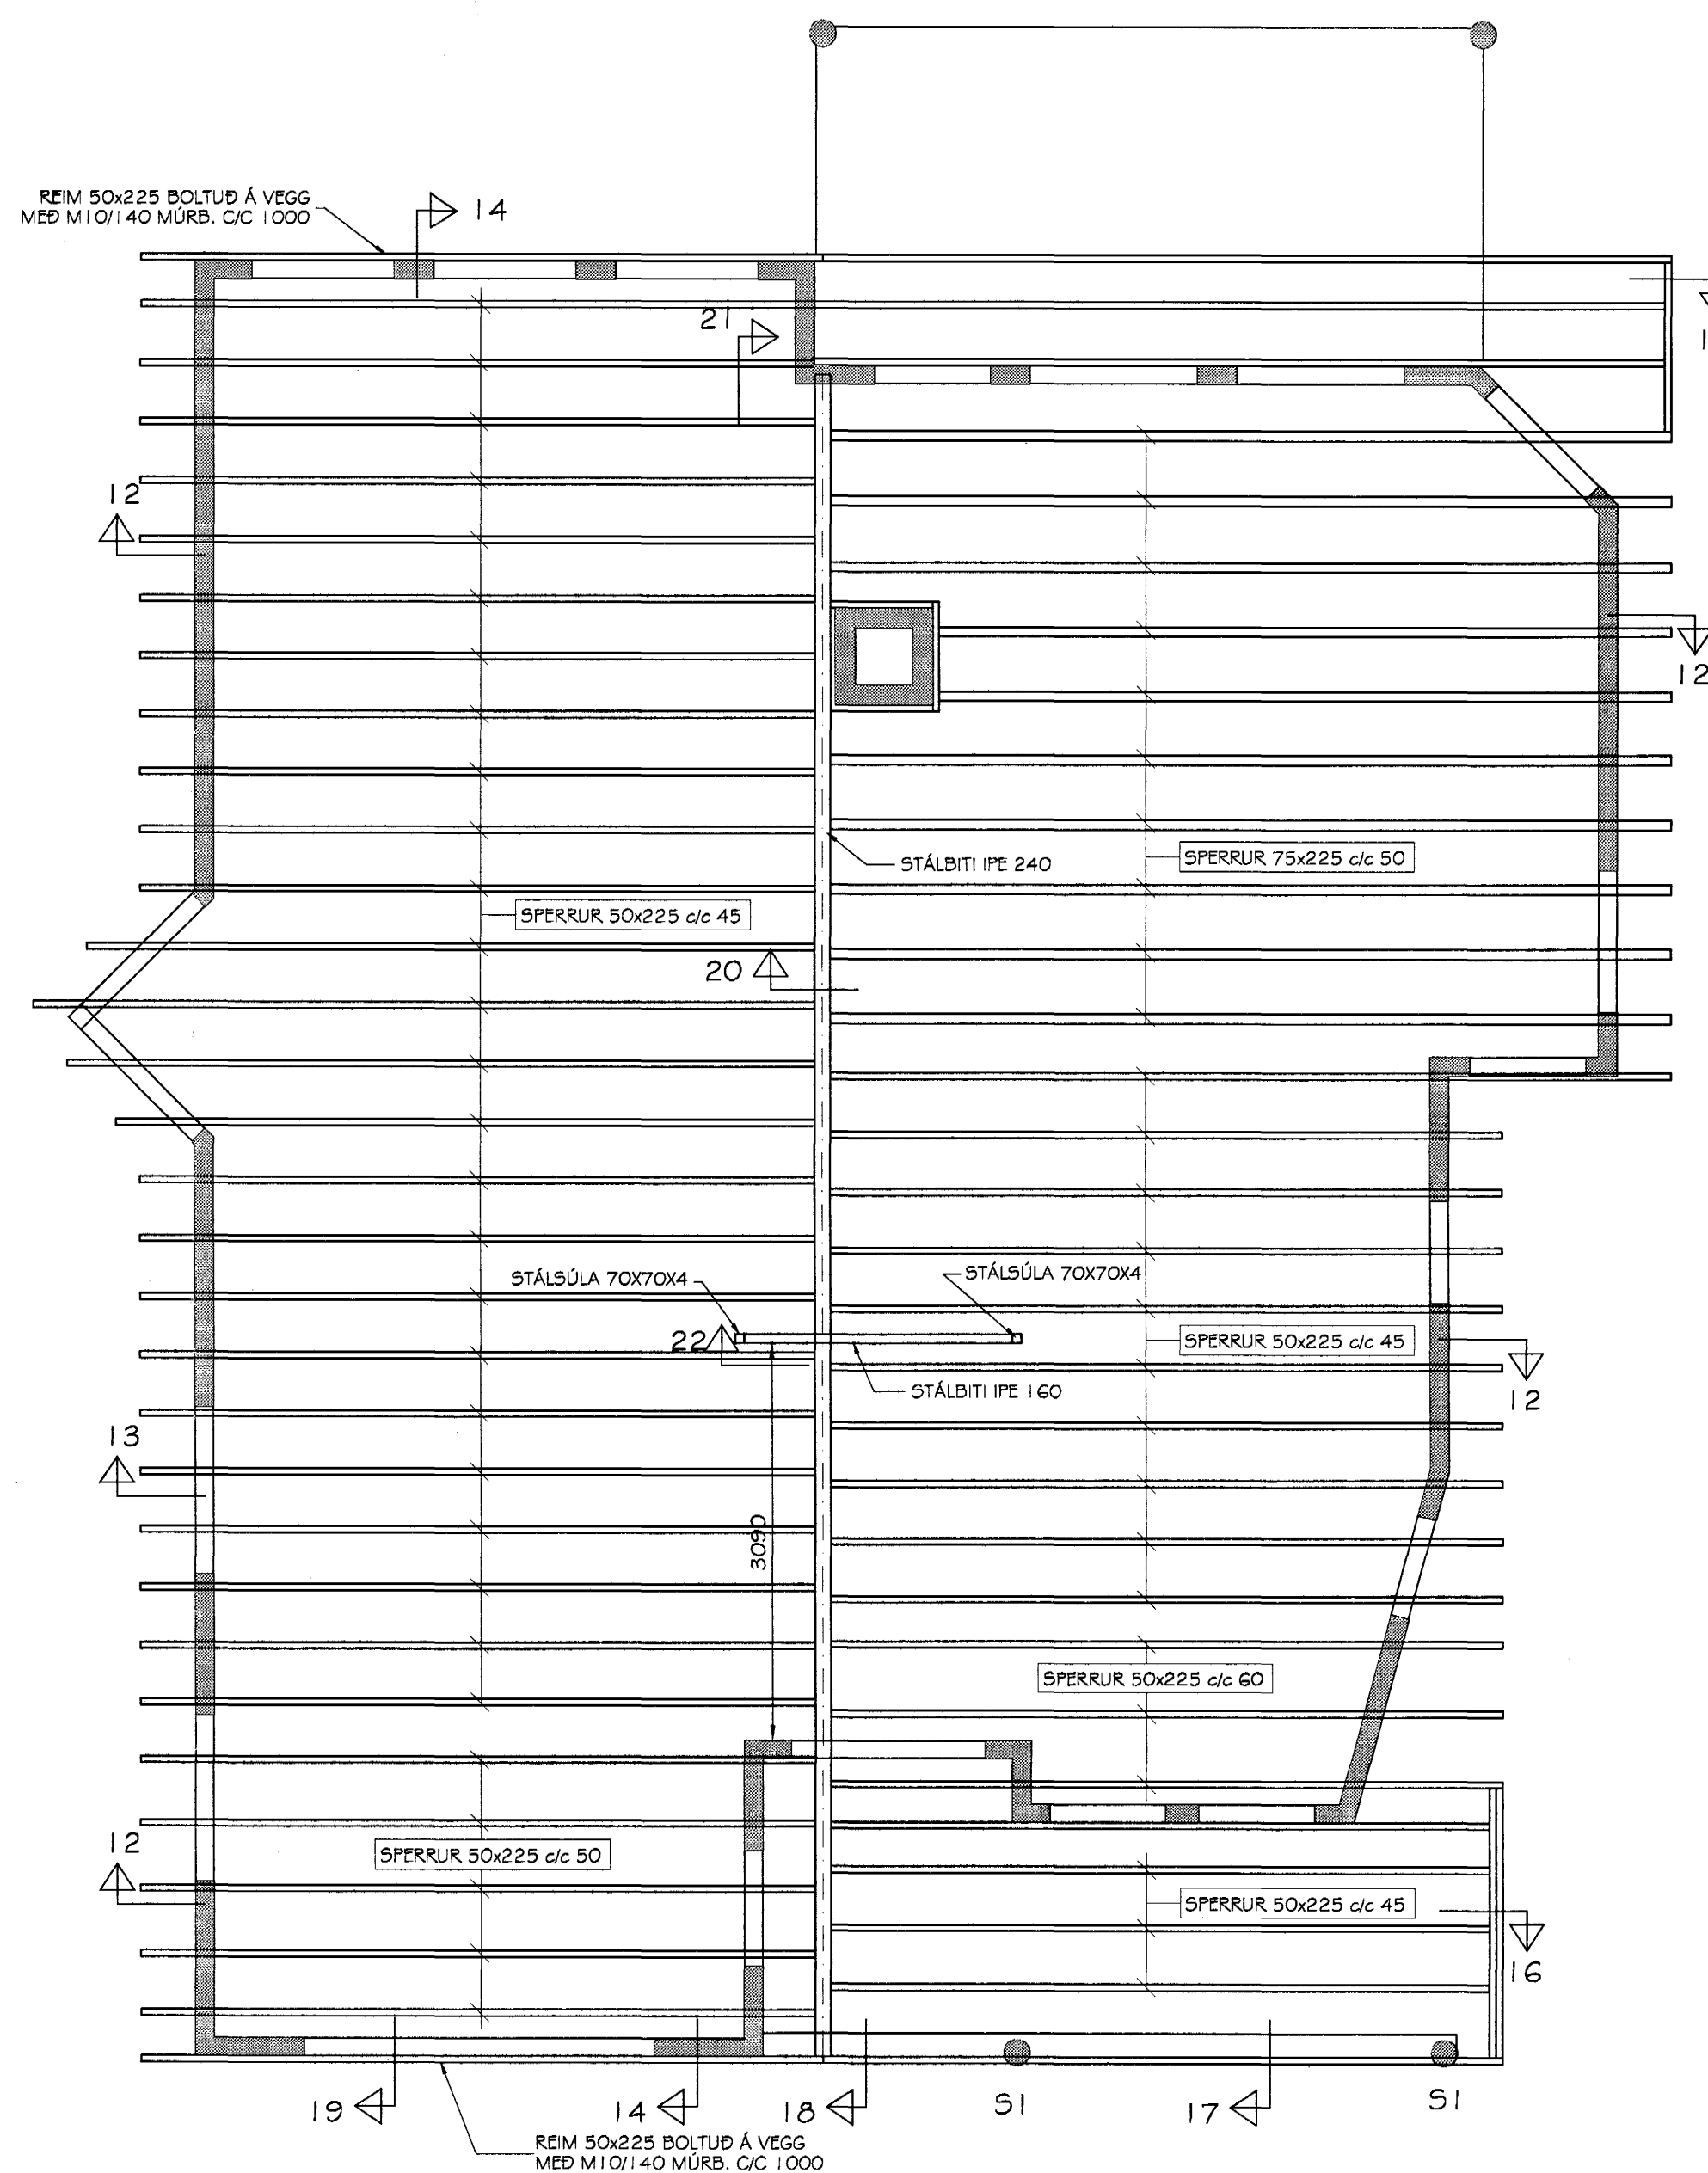 REIM 50x225 BOLTUÐ Á VEGG
MEÐ M10/140 MÚRB. C/C 1000
14
21
1
12
12
STÁLBITI IPE 240
SPERRUR 75x225 c/c 50
SPERRUR 50x225 c/c 45
20
STÁLSÚLA 70X70X4
STÁLSÚLA 70X70X4
22
SPERRUR 50x225 c/c 45
STÁLBITI IPE 160
12
13
3090
SPERRUR 50x225 c/c 60
12
SPERRUR 50x225 c/c 50
SPERRUR 50x225 c/c 45
16
19
14
18
S1
17
S1
REIM 50x225 BOLTUÐ Á VEGG
MEÐ M10/140 MÚRB. C/C 1000